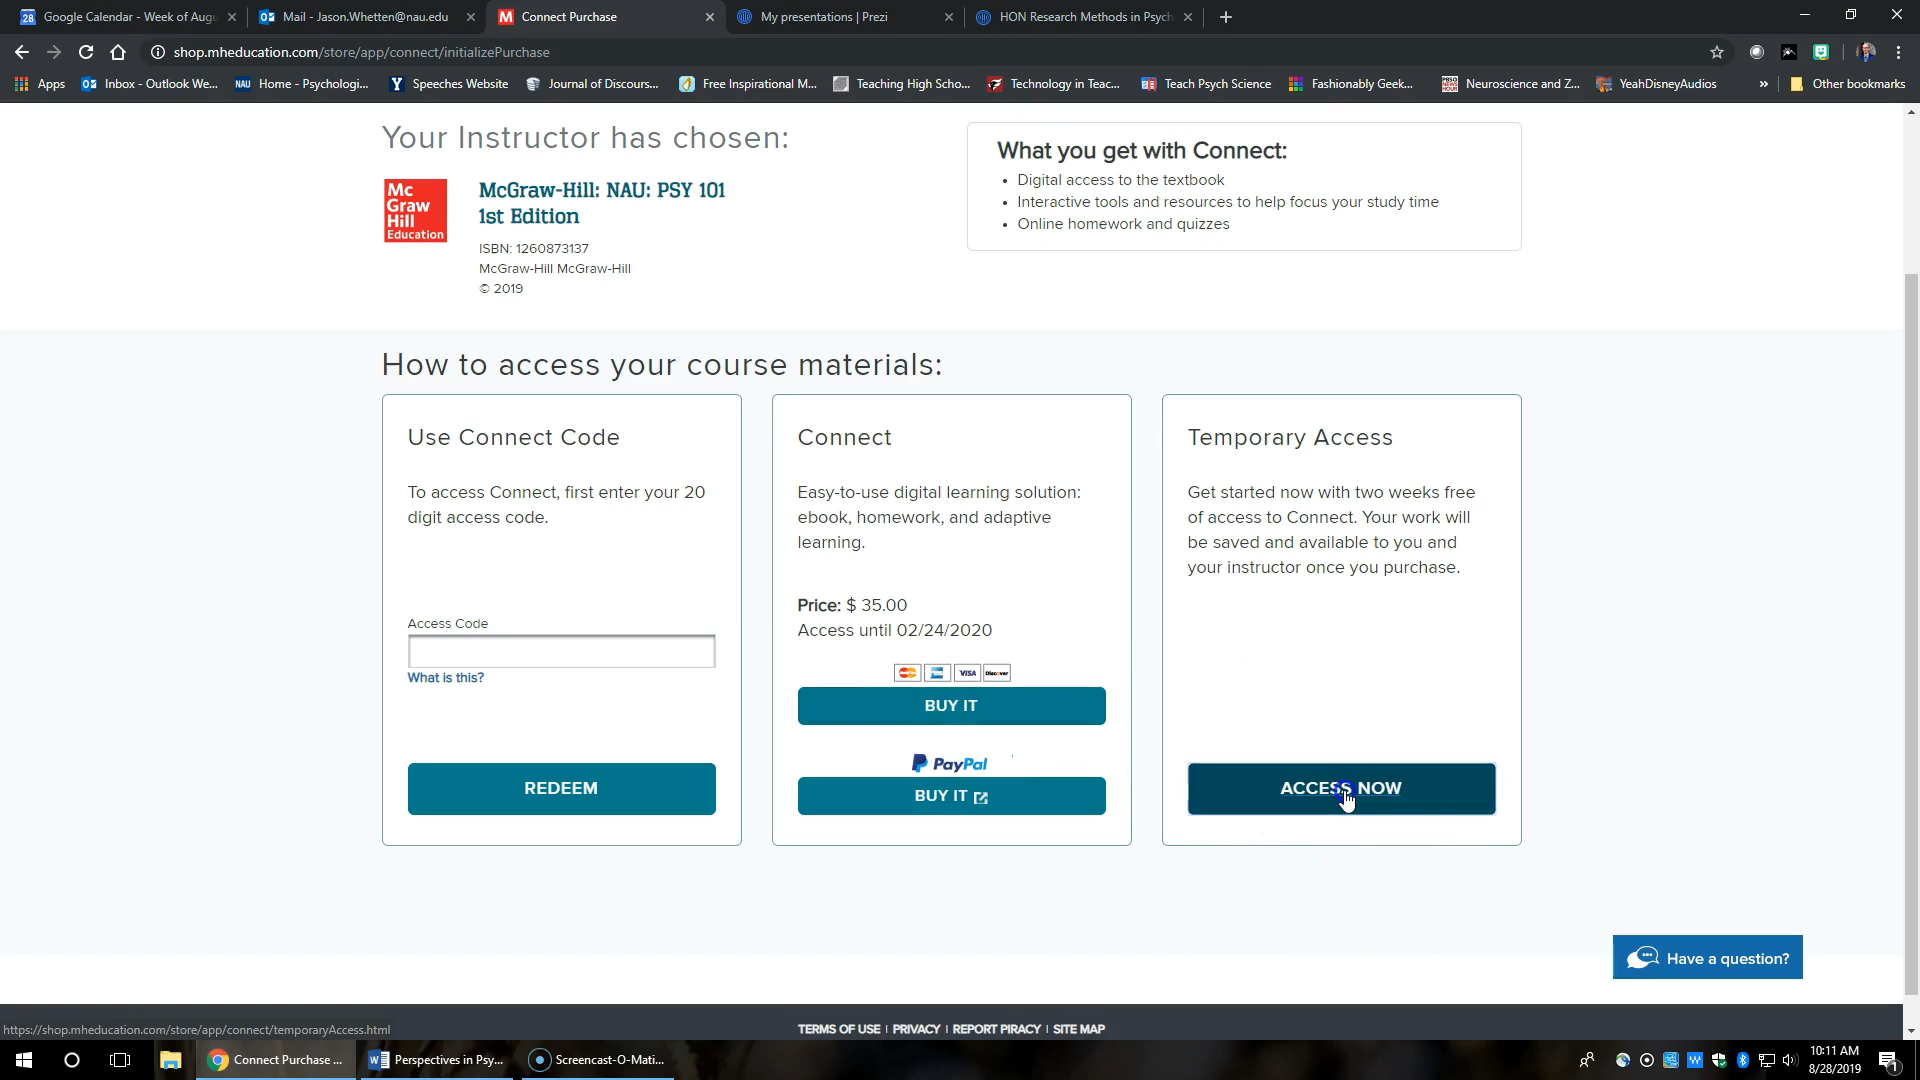 Google Calendar - Week of Augu
Mail - Jason.Whetten@nau.edu
Connect Purchase
My presentations | Prezi
HON Research Methods in Psych
shop.mheducation.com/store/app/connect/initializePurchase
Apps
Inbox - Outlook We...
NAU Home - Psychologi...
Speeches Website
Journal of Discours...
Free Inspirational M...
Teaching High Scho...
Technology in Teac...
Teach Psych Science
Fashionably Geek...
Neuroscience and Z...
YeahDisneyAudios
»
Other bookmarks
Your Instructor has chosen:
Mc
Graw
Hill
Education
McGraw-Hill: NAU: PSY 101
1st Edition
ISBN: 1260873137
McGraw-Hill McGraw-Hill
© 2019
What you get with Connect:
• Digital access to the textbook
• Interactive tools and resources to help focus your study time
• Online homework and quizzes
How to access your course materials:
Use Connect Code
To access Connect, first enter your 20
digit access code.
Access Code
What is this?
REDEEM
Connect
Easy-to-use digital learning solution:
ebook, homework, and adaptive
learning.
Price: $ 35.00
Access until 02/24/2020
VISA DISCOVER
BUY IT
PayPal
BUY IT
Temporary Access
Get started now with two weeks free
of access to Connect. Your work will
be saved and available to you and
your instructor once you purchase.
ACCESS NOW
Have a question?
https://shop.mheducation.com/store/app/connect/temporaryAccess.html
TERMS OF USE | PRIVACY | REPORT PIRACY | SITE MAP
Connect Purchase ...
Perspectives in Psy...
Screencast-O-Mati...
10:11 AM
8/28/2019
1